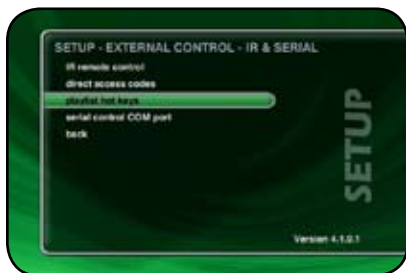 SETUP - EXTERNAL CONTROL - IR & SERIAL
IR remote control
direct access codes
playlist hot keys
serial control COM port
back
SETUP
Version 4.1.0.1